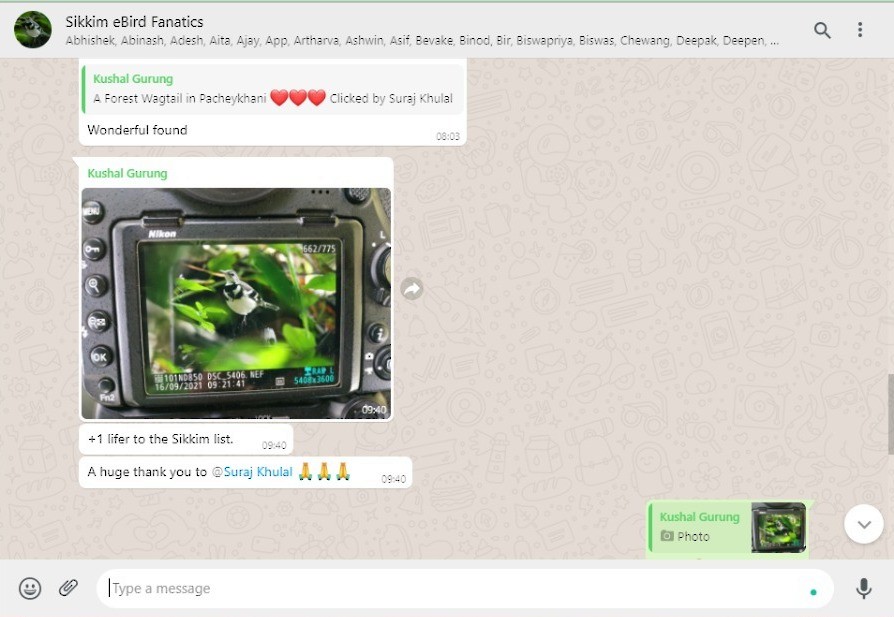 Sikkim eBird Fanatics
Abhishek, Abinash, Adesh, Aita, Ajay, App, Artharva, Ashwin, Asif, Bevake, Binod, Bir, Biswapriya, Biswas, Chewang, Deepak, Deepen, ...
Kushal Gurung
A Forest Wagtail in Pacheykhani ❤️❤️❤️ Clicked by Suraj Khulal
Wonderful found
08:03
Kushal Gurung
MENU
Nikon
662/775
L
i
OK
Fn2
101ND850 DSC_5406.NEF
RAW L
16/09/2021 09:21:41
5408x3600
LOCK
09:40
+1 lifer to the Sikkim list.
09:40
A huge thank you to @Suraj Khulal 🙏🙏🙏
09:40
Kushal Gurung
Photo
Type a message